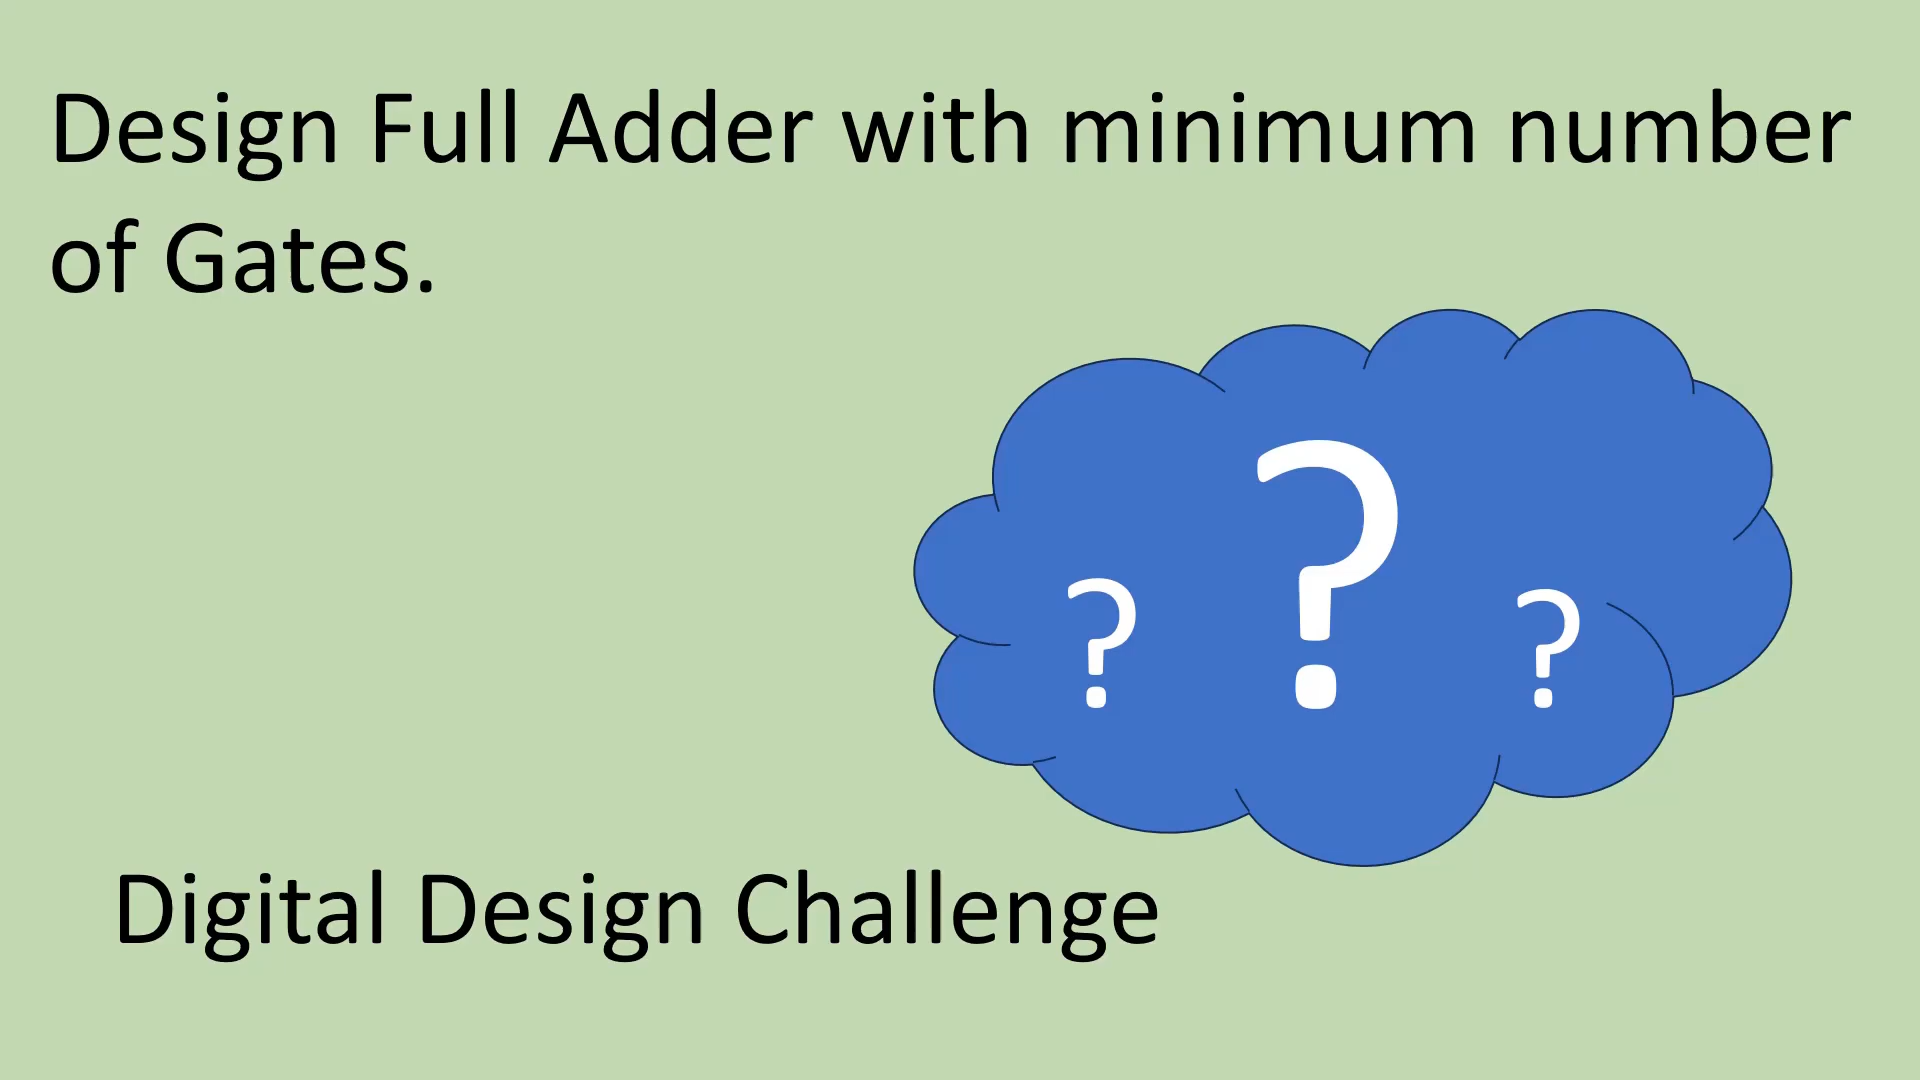 Design Full Adder with minimum number
of Gates.
? ? ?
Digital Design Challenge